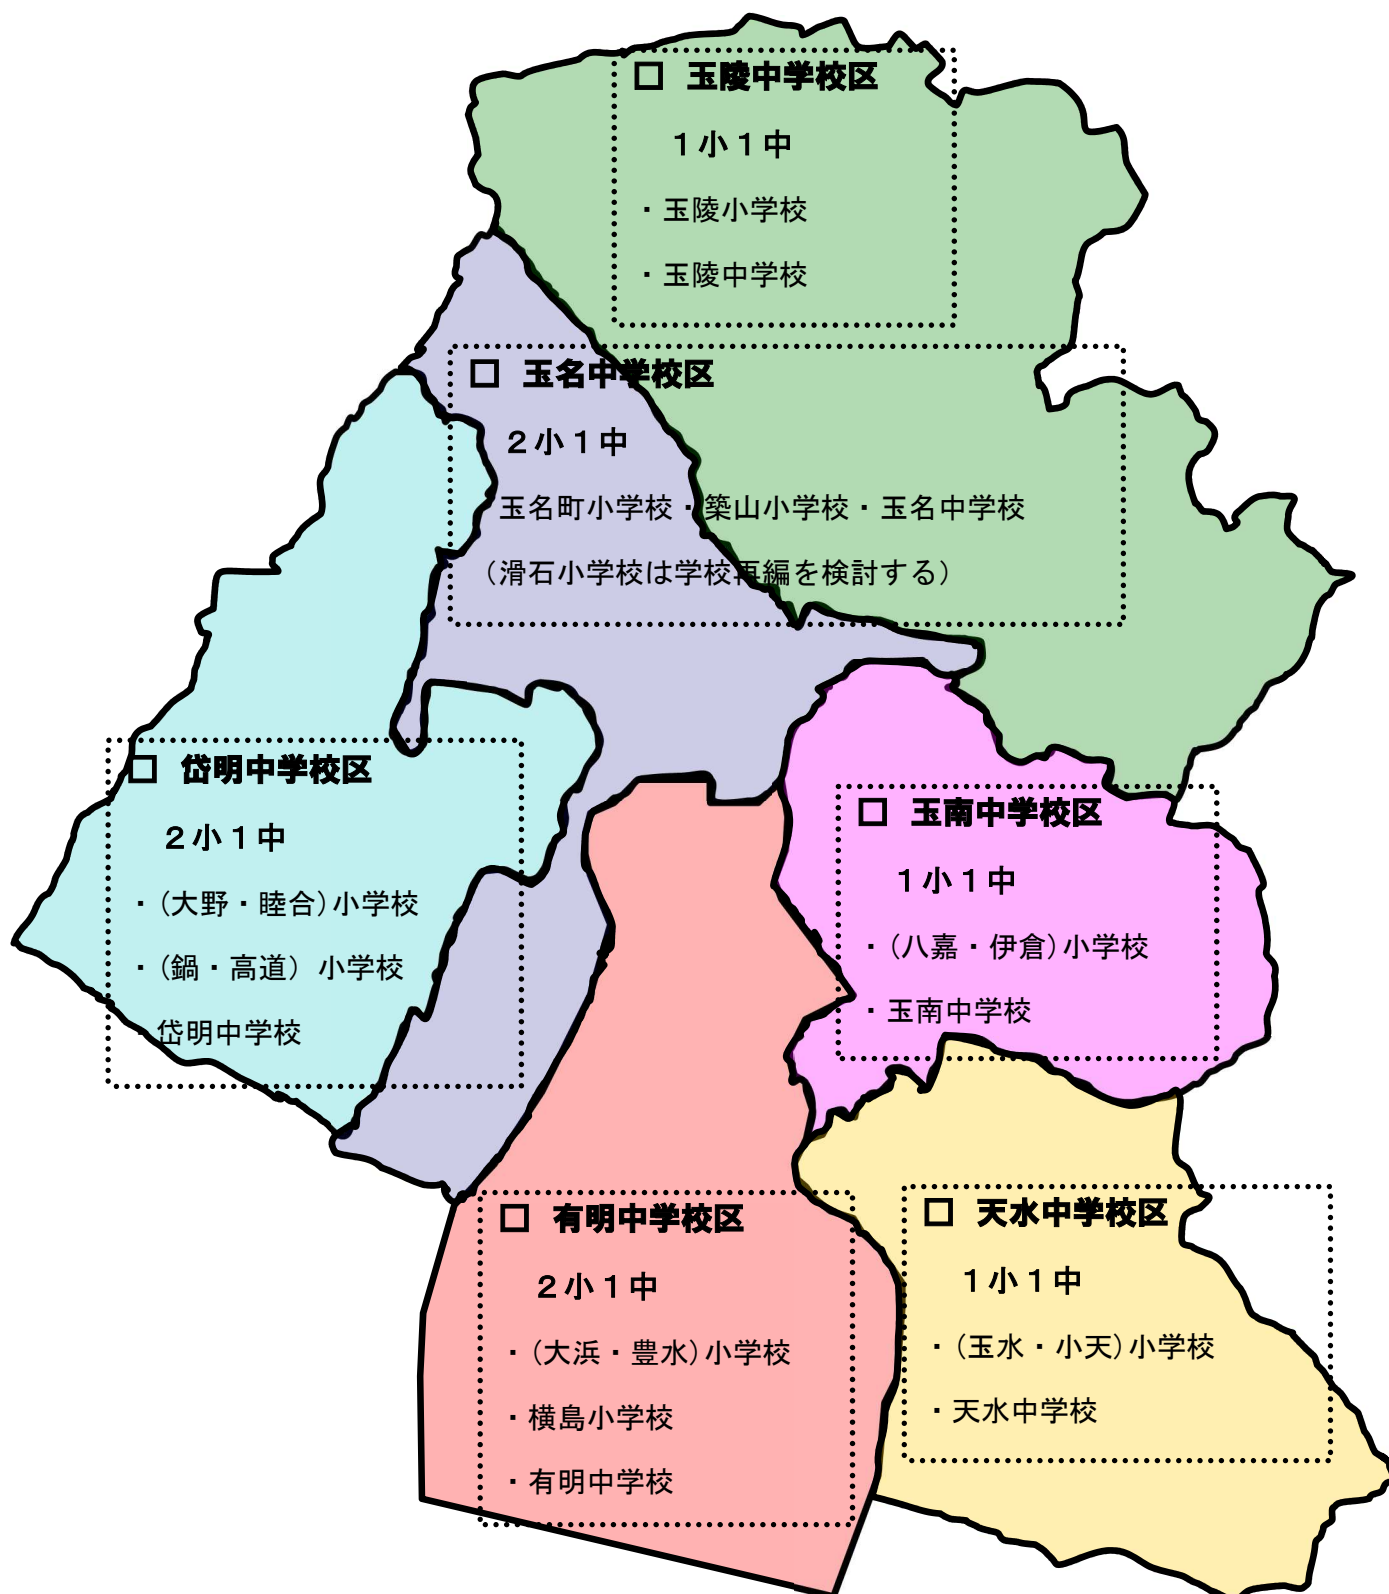 □ 玉陵中学校区
1小1中
・玉陵小学校
・玉陵中学校
□ 玉名中学校区
2小1中
・玉名町小学校・築山小学校・玉名中学校
（滑石小学校は学校再編を検討する）
□ 岱明中学校区
2小1中
・（大野・睦合）小学校
・（鍋・高道）小学校
・岱明中学校
□ 玉南中学校区
1小1中
・（八嘉・伊倉）小学校
・玉南中学校
□ 有明中学校区
2小1中
・（大浜・豊水）小学校
・横島小学校
・有明中学校
□ 天水中学校区
1小1中
・（玉水・小天）小学校
・天水中学校